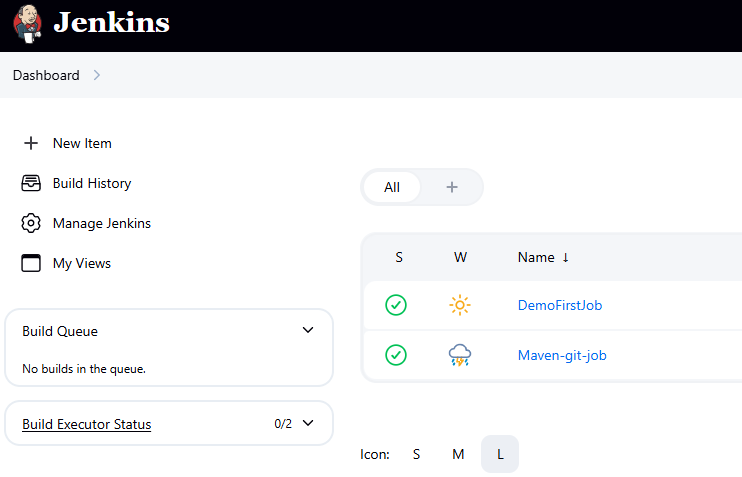 Jenkins
Dashboard
New Item
Build History
Manage Jenkins
My Views
Build Queue
No builds in the queue.
Build Executor Status 0/2
All +
S W Name ↓
DemoFirstJob
Maven-git-job
Icon: S M L